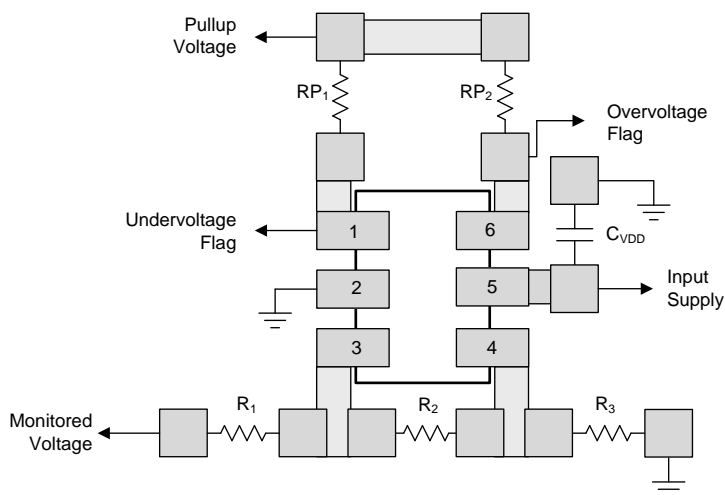 Pullup
Voltage
RP1
RP2
Overvoltage
Flag
Undervoltage
Flag
1
6
CVDD
2
5
Input
Supply
3
4
Monitored
Voltage
R1
R2
R3